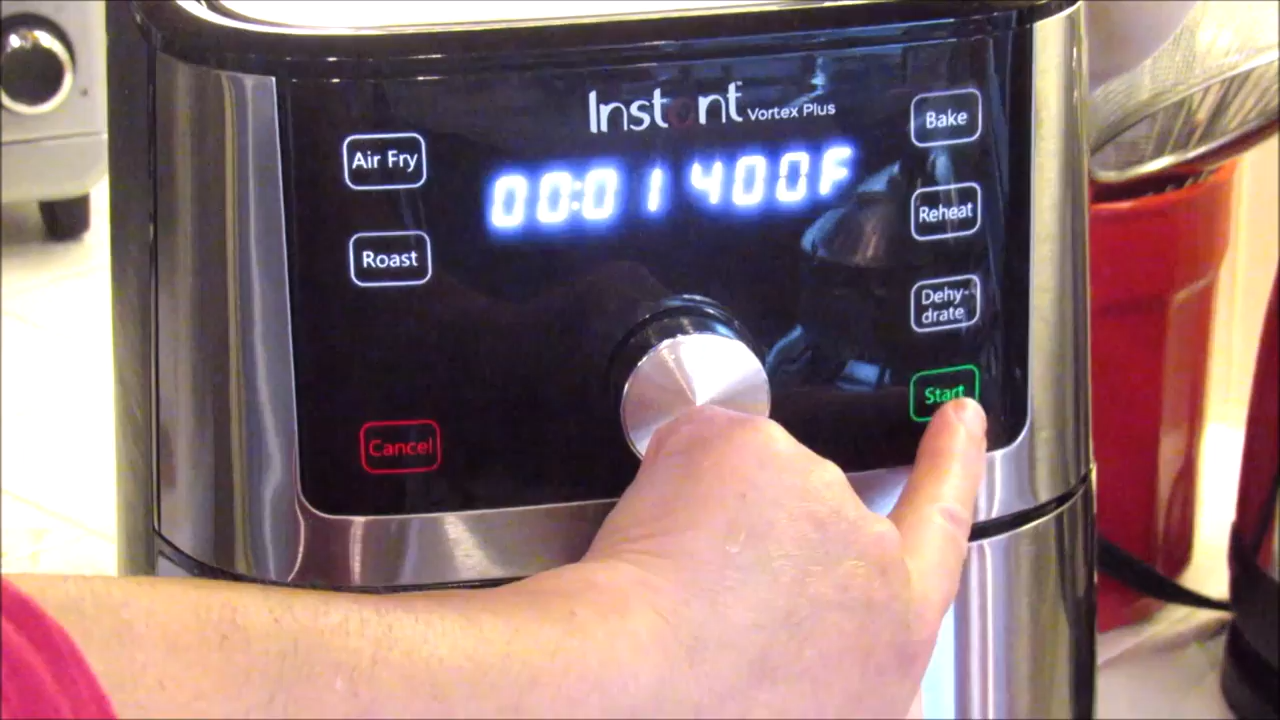 Instant Vortex Plus
Air Fry
00:01 400F
Bake
Roast
Reheat
Dehy-
drate
Cancel
Start